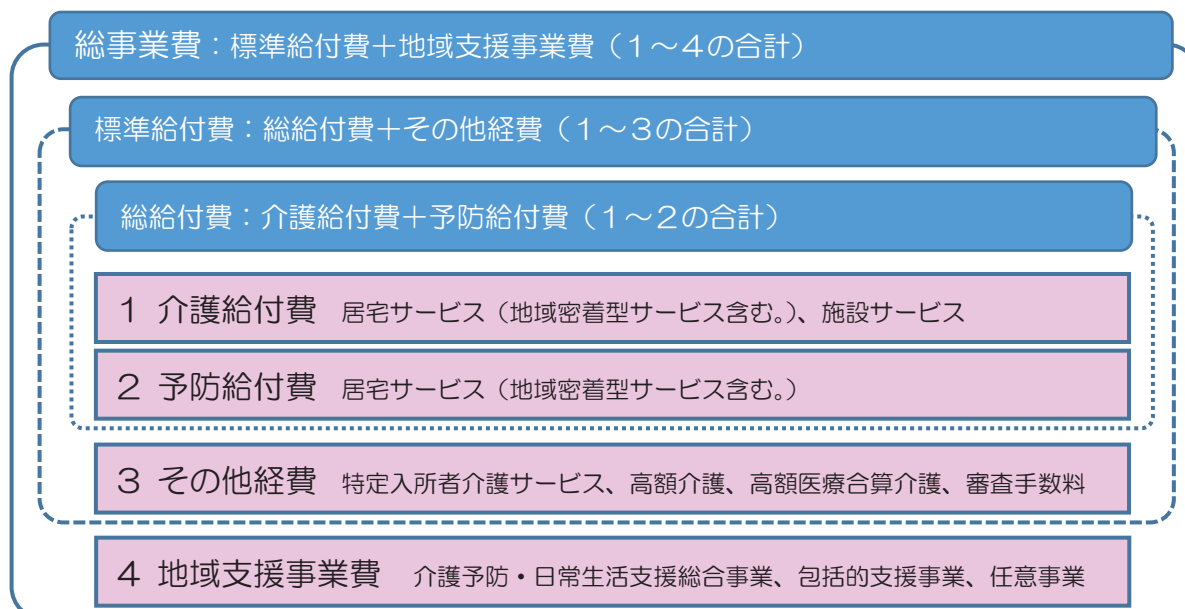 総事業費：標準給付費＋地域支援事業費（１～４の合計）
標準給付費：総給付費＋その他経費（１～３の合計）
総給付費：介護給付費＋予防給付費（１～２の合計）
１ 介護給付費 居宅サービス（地域密着型サービス含む。）、施設サービス
２ 予防給付費 居宅サービス（地域密着型サービス含む。）
３ その他経費 特定入所者介護サービス、高額介護、高額医療合算介護、審査手数料
４ 地域支援事業費 介護予防・日常生活支援総合事業、包括的支援事業、任意事業